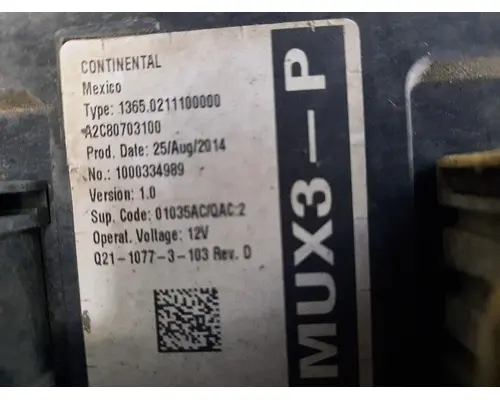 CONTINENTAL
Mexico
Type: 1365.0211100000
A2C80703100
Prod. Date: 25/Aug/2014
No.: 1000334989
Version: 1.0
Sup. Code: 01035AC/QAC:2
Operat. Voltage: 12V
Q21-1077-3-103 Rev. D
MUX3-P